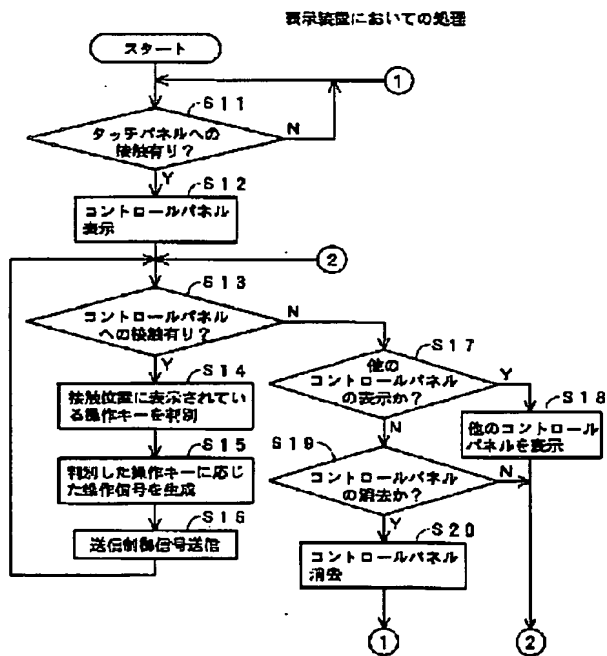 表示装置においての処理
スタート
①
S11
タッチパネルへの
接触有り?
N
Y
S12
コントロールパネル
表示
②
S13
コントロールパネル
への接触有り?
N
Y
S14
接触位置に表示されてい
る操作キーを判別
S15
判別した操作キーに応じ
た操作信号を生成
S16
送信制御信号送信
S17
他の
コントロールパネル
の表示か?
Y
N
S18
他のコントロール
パネルを表示
S19
コントロールパネル
の消去か?
N
Y
S20
コントロールパネル
消去
①
②